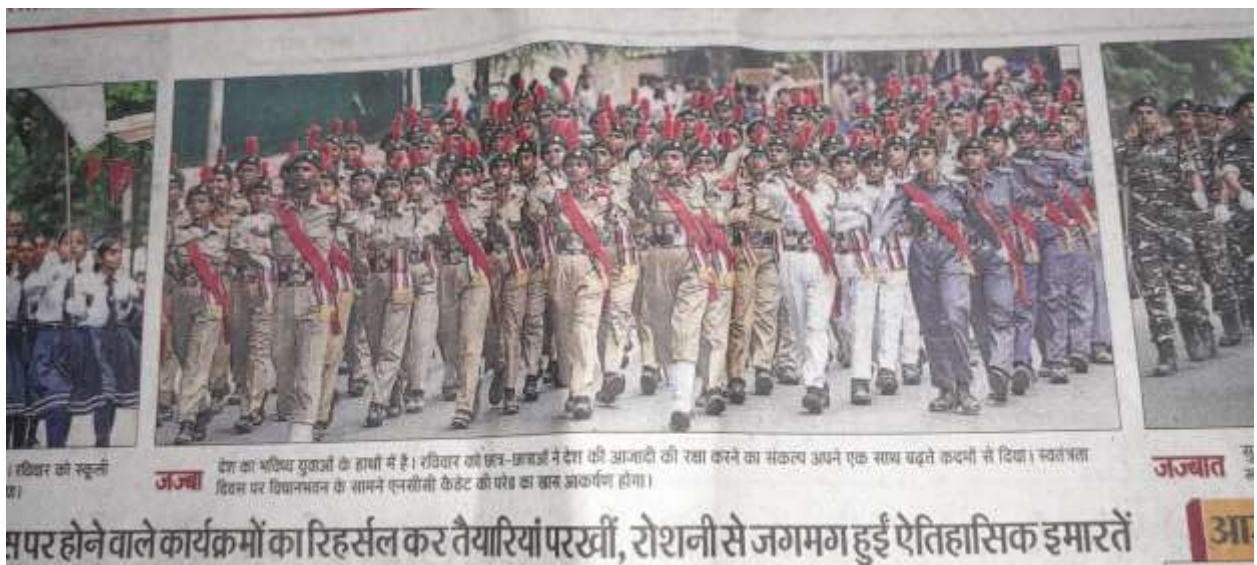 । रविवार को स्कूली
जज्बा
देश का भविष्य युवाओं के हाथों में है। रविवार को छात्र-छात्राओं ने देश की आजादी की रक्षा करने का संकल्प अपने एक साथ बढ़ते कदमों से दिया। स्वतंत्रता
दिवस पर विधानभवन के सामने एनसीसी कैडेट की परेड का खास आकर्षण होगा।
जज्बात
स पर होने वाले कार्यक्रमों का रिहर्सल कर तैयारियां परखीं, रोशनी से जगमग हुईं ऐतिहासिक इमारतें